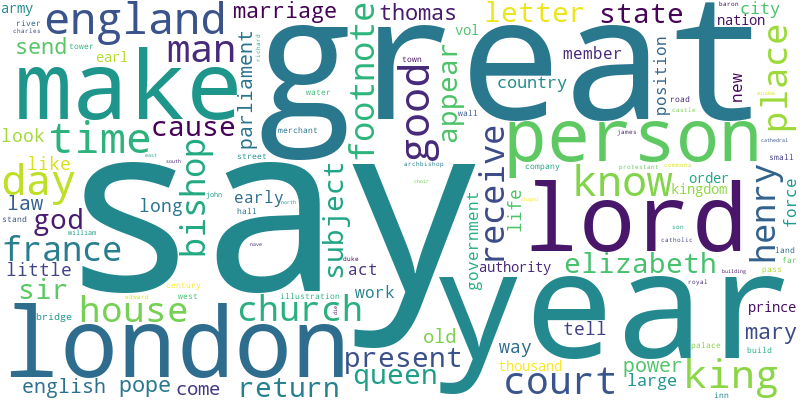 army
river
charles
england
marriage
thomas
letter
state
baron
city
nation
send
tower
earl
man
richard
parliament
footnote
great
vol
member
country
position
new
place
make
cause
water
merchant
good
town
appear
wall
road
castle
james
window
look
time
street
bishop
person
cathedral
south
west
archbishop
company
protestant
commons
small
like
day
say
choir
receive
know
order
kingdom
henry
force
law
god
long
early
john
hall
north
subject
life
lord
son
catholic
land
far
stand
william
france
nave
duke
government
elizabeth
authority
building
pass
little
act
royal
sir
edward
century
west
illustration
work
year
prince
bridge
house
church
die
london
old
tell
mary
present
way
palace
build
thousand
power
king
english
pope
come
return
queen
court
large
inn